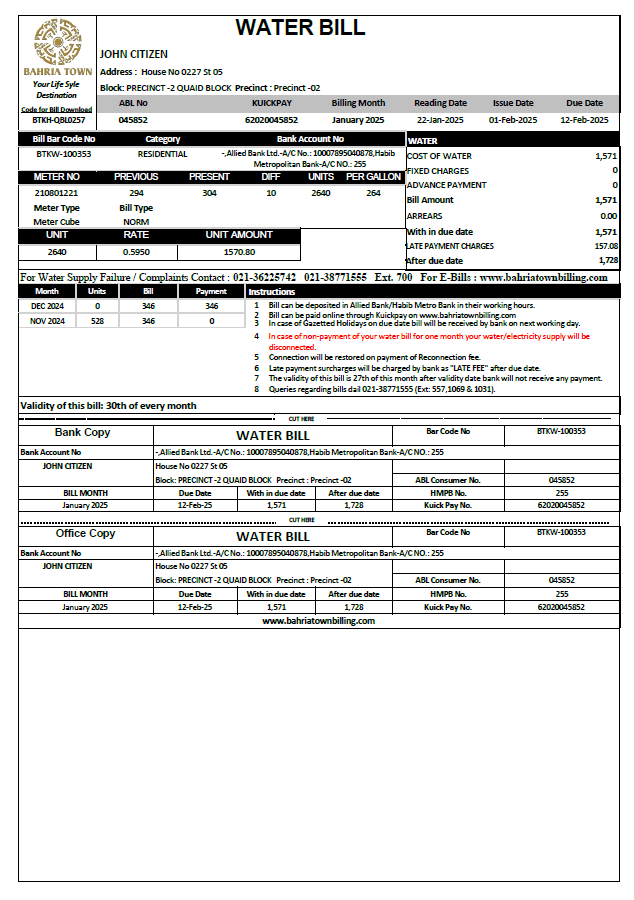 WATER BILL
BAHRIA TOWN
Your Life Syle
Destination
Code for Bill Download
BTKH-QBL0257
JOHN CITIZEN
Address : House No 0227 St 05
Block: PRECINCT -2 QUAID BLOCK Precinct : Precinct -02
ABL No KUICKPAY Billing Month Reading Date Issue Date Due Date
045852 62020045852 January 2025 22-Jan-2025 01-Feb-2025 12-Feb-2025
Bill Bar Code No Category Bank Account No
BTKW-100353 RESIDENTIAL -,Allied Bank Ltd.-A/C No.: 10007895040878,Habib
Metropolitan Bank-A/C NO.: 255
METER NO PREVIOUS PRESENT DIFF UNITS PER GALLON
210801221 294 304 10 2640 264
Meter Type Bill Type
Meter Cube NORM
UNIT RATE UNIT AMOUNT
2640 0.5950 1570.80
WATER
COST OF WATER 1,571
FIXED CHARGES 0
ADVANCE PAYMENT 0
Bill Amount 1,571
ARREARS 0.00
With in due date 1,571
LATE PAYMENT CHARGES 157.08
After due date 1,728
For Water Supply Failure / Complaints Contact : 021-36225742 021-38771555 Ext. 700 For E-Bills : www.bahriatownbilling.com
Month Units Bill Payment
DEC 2024 0 346 346
NOV 2024 528 346 0
Instructions
1 Bill can be deposited in Allied Bank/Habib Metro Bank in their working hours.
2 Bill can be paid online through Kuickpay on www.bahriatownbilling.com
3 In case of Gazetted Holidays on due date bill will be received by bank on next working day.
4 In case of non-payment of your water bill for one month your water/electricity supply will be
disconnected.
5 Connection will be restored on payment of Reconnection fee.
6 Late payment surcharges will be charged by bank as "LATE FEE" after due date.
7 The validity of this bill is 27th of this month after validity date bank will not receive any payment.
8 Queries regarding bills dail 021-38771555 (Ext: 557,1069 & 1031).
Validity of this bill: 30th of every month
CUT HERE
Bank Copy WATER BILL Bar Code No BTKW-100353
Bank Account No -,Allied Bank Ltd.-A/C No.: 10007895040878,Habib Metropolitan Bank-A/C NO.: 255
JOHN CITIZEN House No 0227 St 05
Block: PRECINCT -2 QUAID BLOCK Precinct : Precinct -02 ABL Consumer No. 045852
BILL MONTH Due Date With in due date After due date HMPB No. 255
January 2025 12-Feb-25 1,571 1,728 Kuick Pay No. 62020045852
CUT HERE
Office Copy WATER BILL Bar Code No BTKW-100353
Bank Account No -,Allied Bank Ltd.-A/C No.: 10007895040878,Habib Metropolitan Bank-A/C NO.: 255
JOHN CITIZEN House No 0227 St 05
Block: PRECINCT -2 QUAID BLOCK Precinct : Precinct -02 ABL Consumer No. 045852
BILL MONTH Due Date With in due date After due date HMPB No. 255
January 2025 12-Feb-25 1,571 1,728 Kuick Pay No. 62020045852
www.bahriatownbilling.com